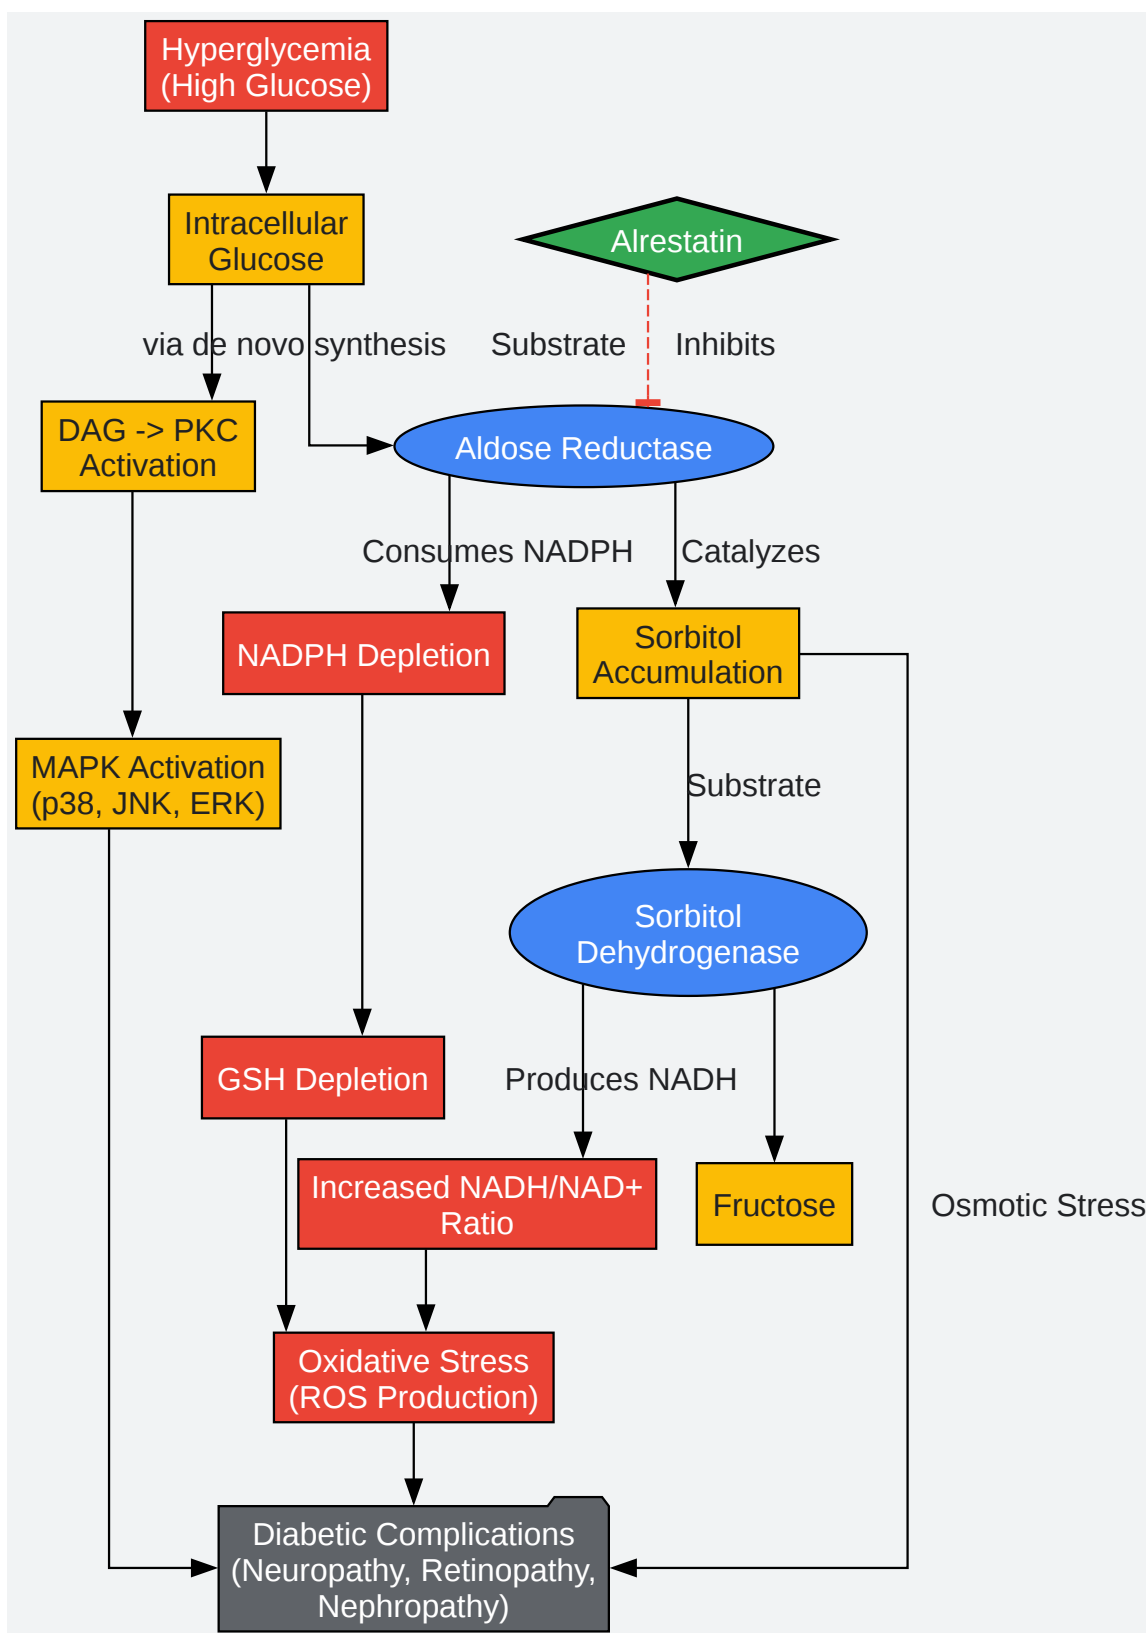 Hyperglycemia
(High Glucose)
Intracellular
Glucose
Alrestatin
via de novo synthesis
Substrate
Inhibits
DAG -> PKC
Activation
Aldose Reductase
Consumes NADPH
Catalyzes
NADPH Depletion
Sorbitol
Accumulation
MAPK Activation
(p38, JNK, ERK)
Substrate
Sorbitol
Dehydrogenase
GSH Depletion
Produces NADH
Increased NADH/NAD+
Ratio
Fructose
Osmotic Stress
Oxidative Stress
(ROS Production)
Diabetic Complications
(Neuropathy, Retinopathy,
Nephropathy)